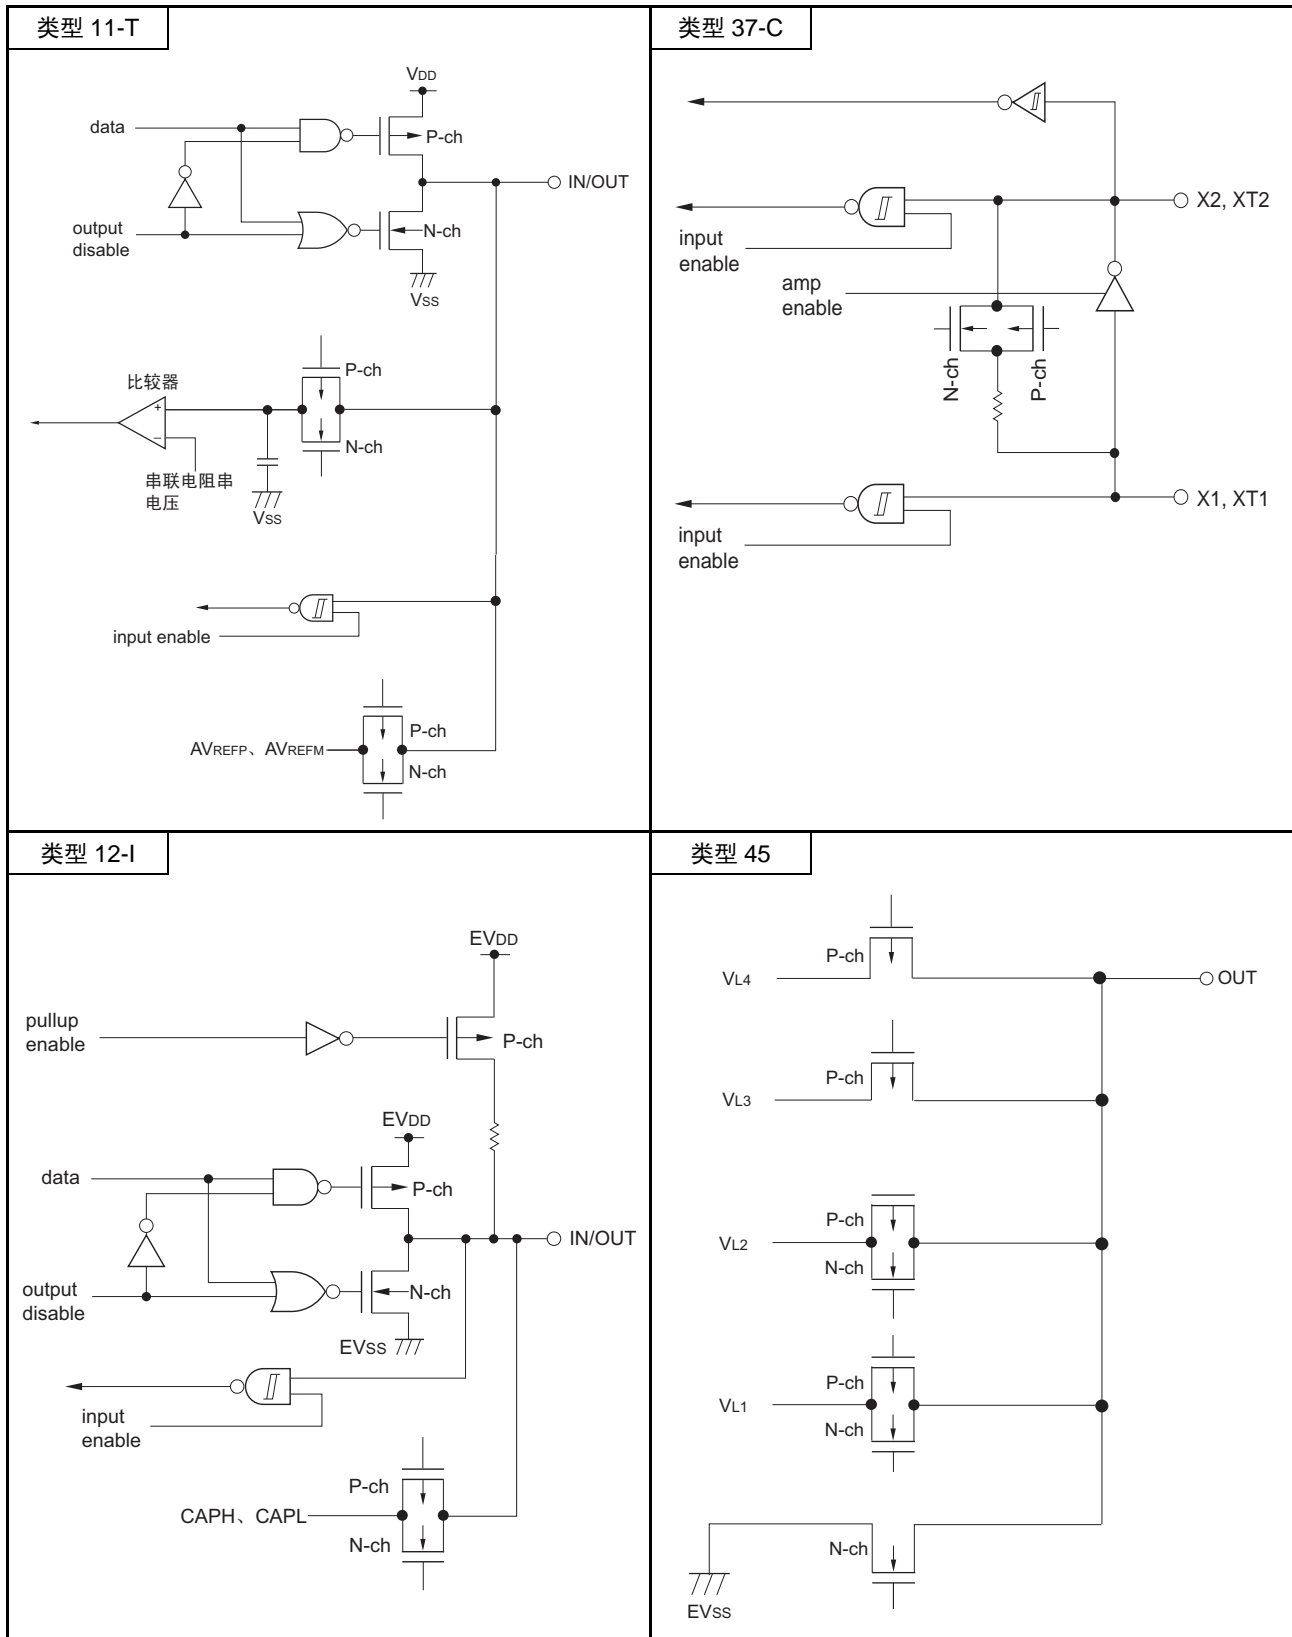 类型 11-T
VDD
data
P-ch
IN/OUT
output
disable
N-ch
VSS
P-ch
比较器
+
−
N-ch
串联电阻串
电压
VSS
input enable
P-ch
AVREFP、AVREFM
N-ch
类型 37-C
X2, XT2
input
enable
amp
enable
N-ch
P-ch
X1, XT1
input
enable
类型 12-I
EVDD
pullup
enable
P-ch
EVDD
data
P-ch
IN/OUT
output
disable
N-ch
EVSS
input
enable
P-ch
CAPH、CAPL
N-ch
类型 45
P-ch
VL4
OUT
P-ch
VL3
P-ch
VL2
N-ch
P-ch
VL1
N-ch
N-ch
EVSS